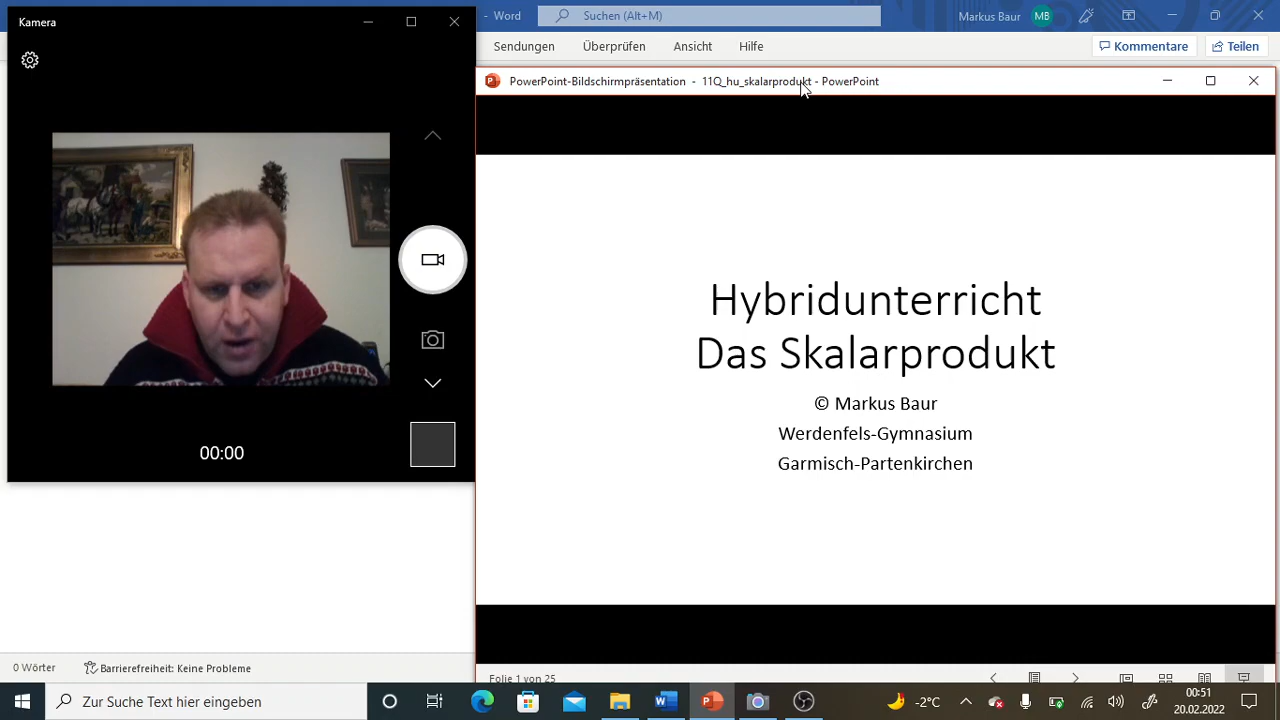 Kamera
- Word
Suchen (Alt+M)
Markus Baur
MB
Sendungen Überprüfen Ansicht Hilfe
Kommentare
Teilen
PowerPoint-Bildschirmpräsentation - 11Q_hu_skalarprodukt - PowerPoint
Hybridunterricht
Das Skalarprodukt
© Markus Baur
Werdenfels-Gymnasium
Garmisch-Partenkirchen
00:00
0 Wörter
Barrierefreiheit: Keine Probleme
Folie 1 von 25
Zur Suche Text hier eingeben
-2°C
00:51
20.02.2022